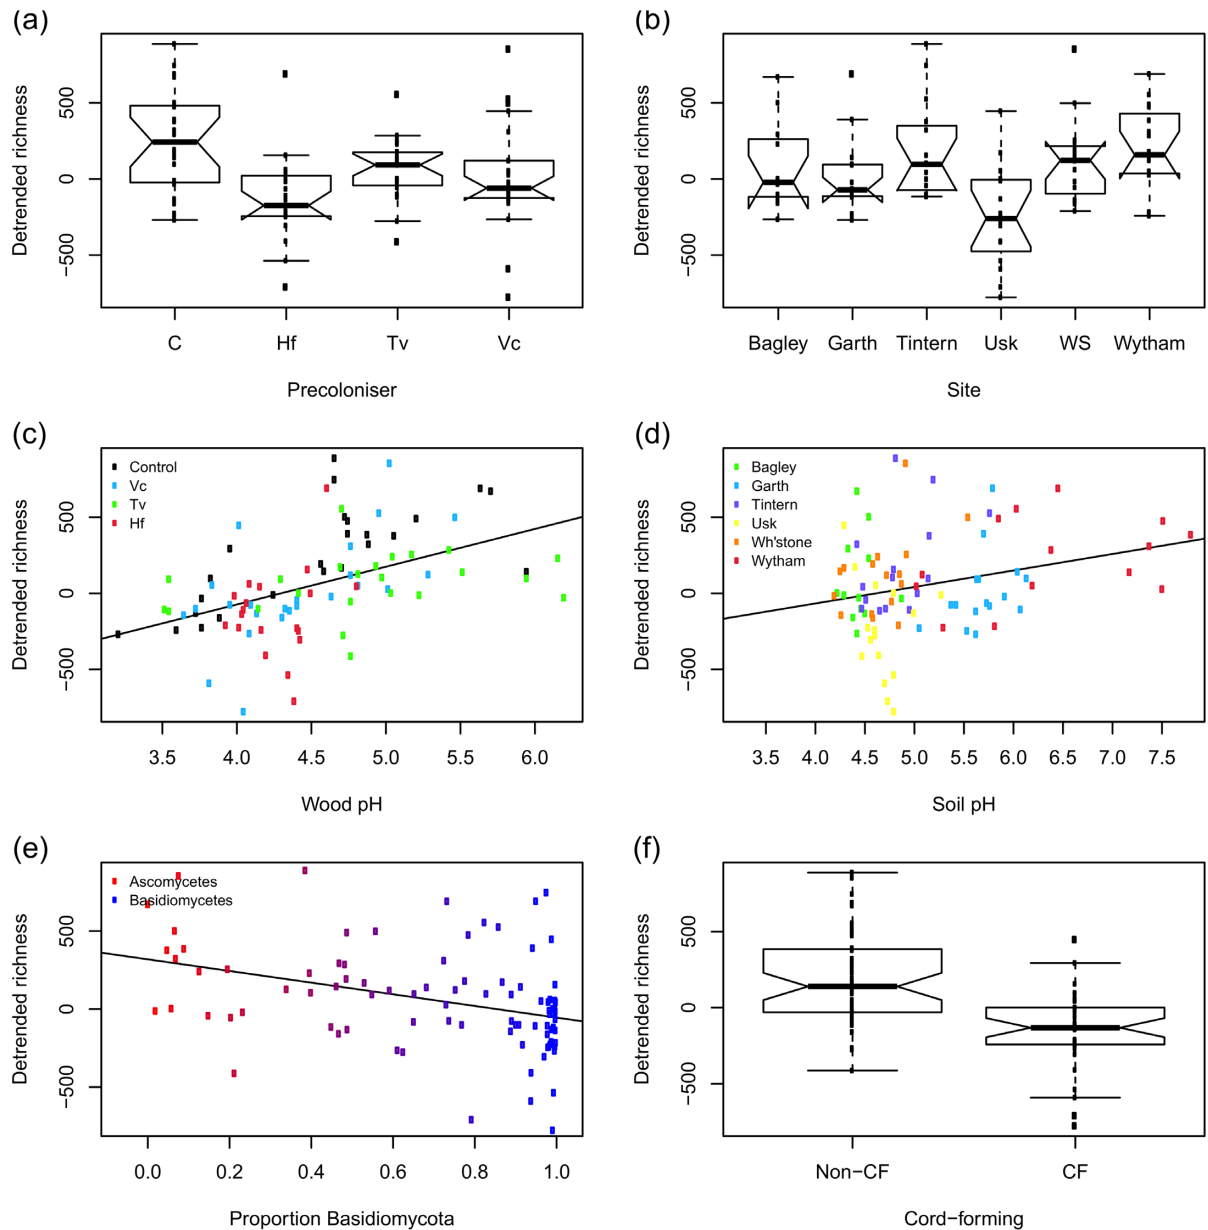 (a)
Detrended richness
500
0
−500
C Hf Tv Vc
Precoloniser
(b)
Detrended richness
500
0
−500
Bagley Garth Tintern Usk WS Wytham
Site
(c)
Detrended richness
500
0
−500
Control
Vc
Tv
Hf
3.5 4.0 4.5 5.0 5.5 6.0
Wood pH
(d)
Detrended richness
500
0
−500
Bagley
Garth
Tintern
Usk
Wh'stone
Wytham
3.5 4.0 4.5 5.0 5.5 6.0 6.5 7.0 7.5
Soil pH
(e)
Detrended richness
500
0
−500
Ascomycetes
Basidiomycetes
0.0 0.2 0.4 0.6 0.8 1.0
Proportion Basidiomycota
(f)
Detrended richness
500
0
−500
Non−CF CF
Cord−forming